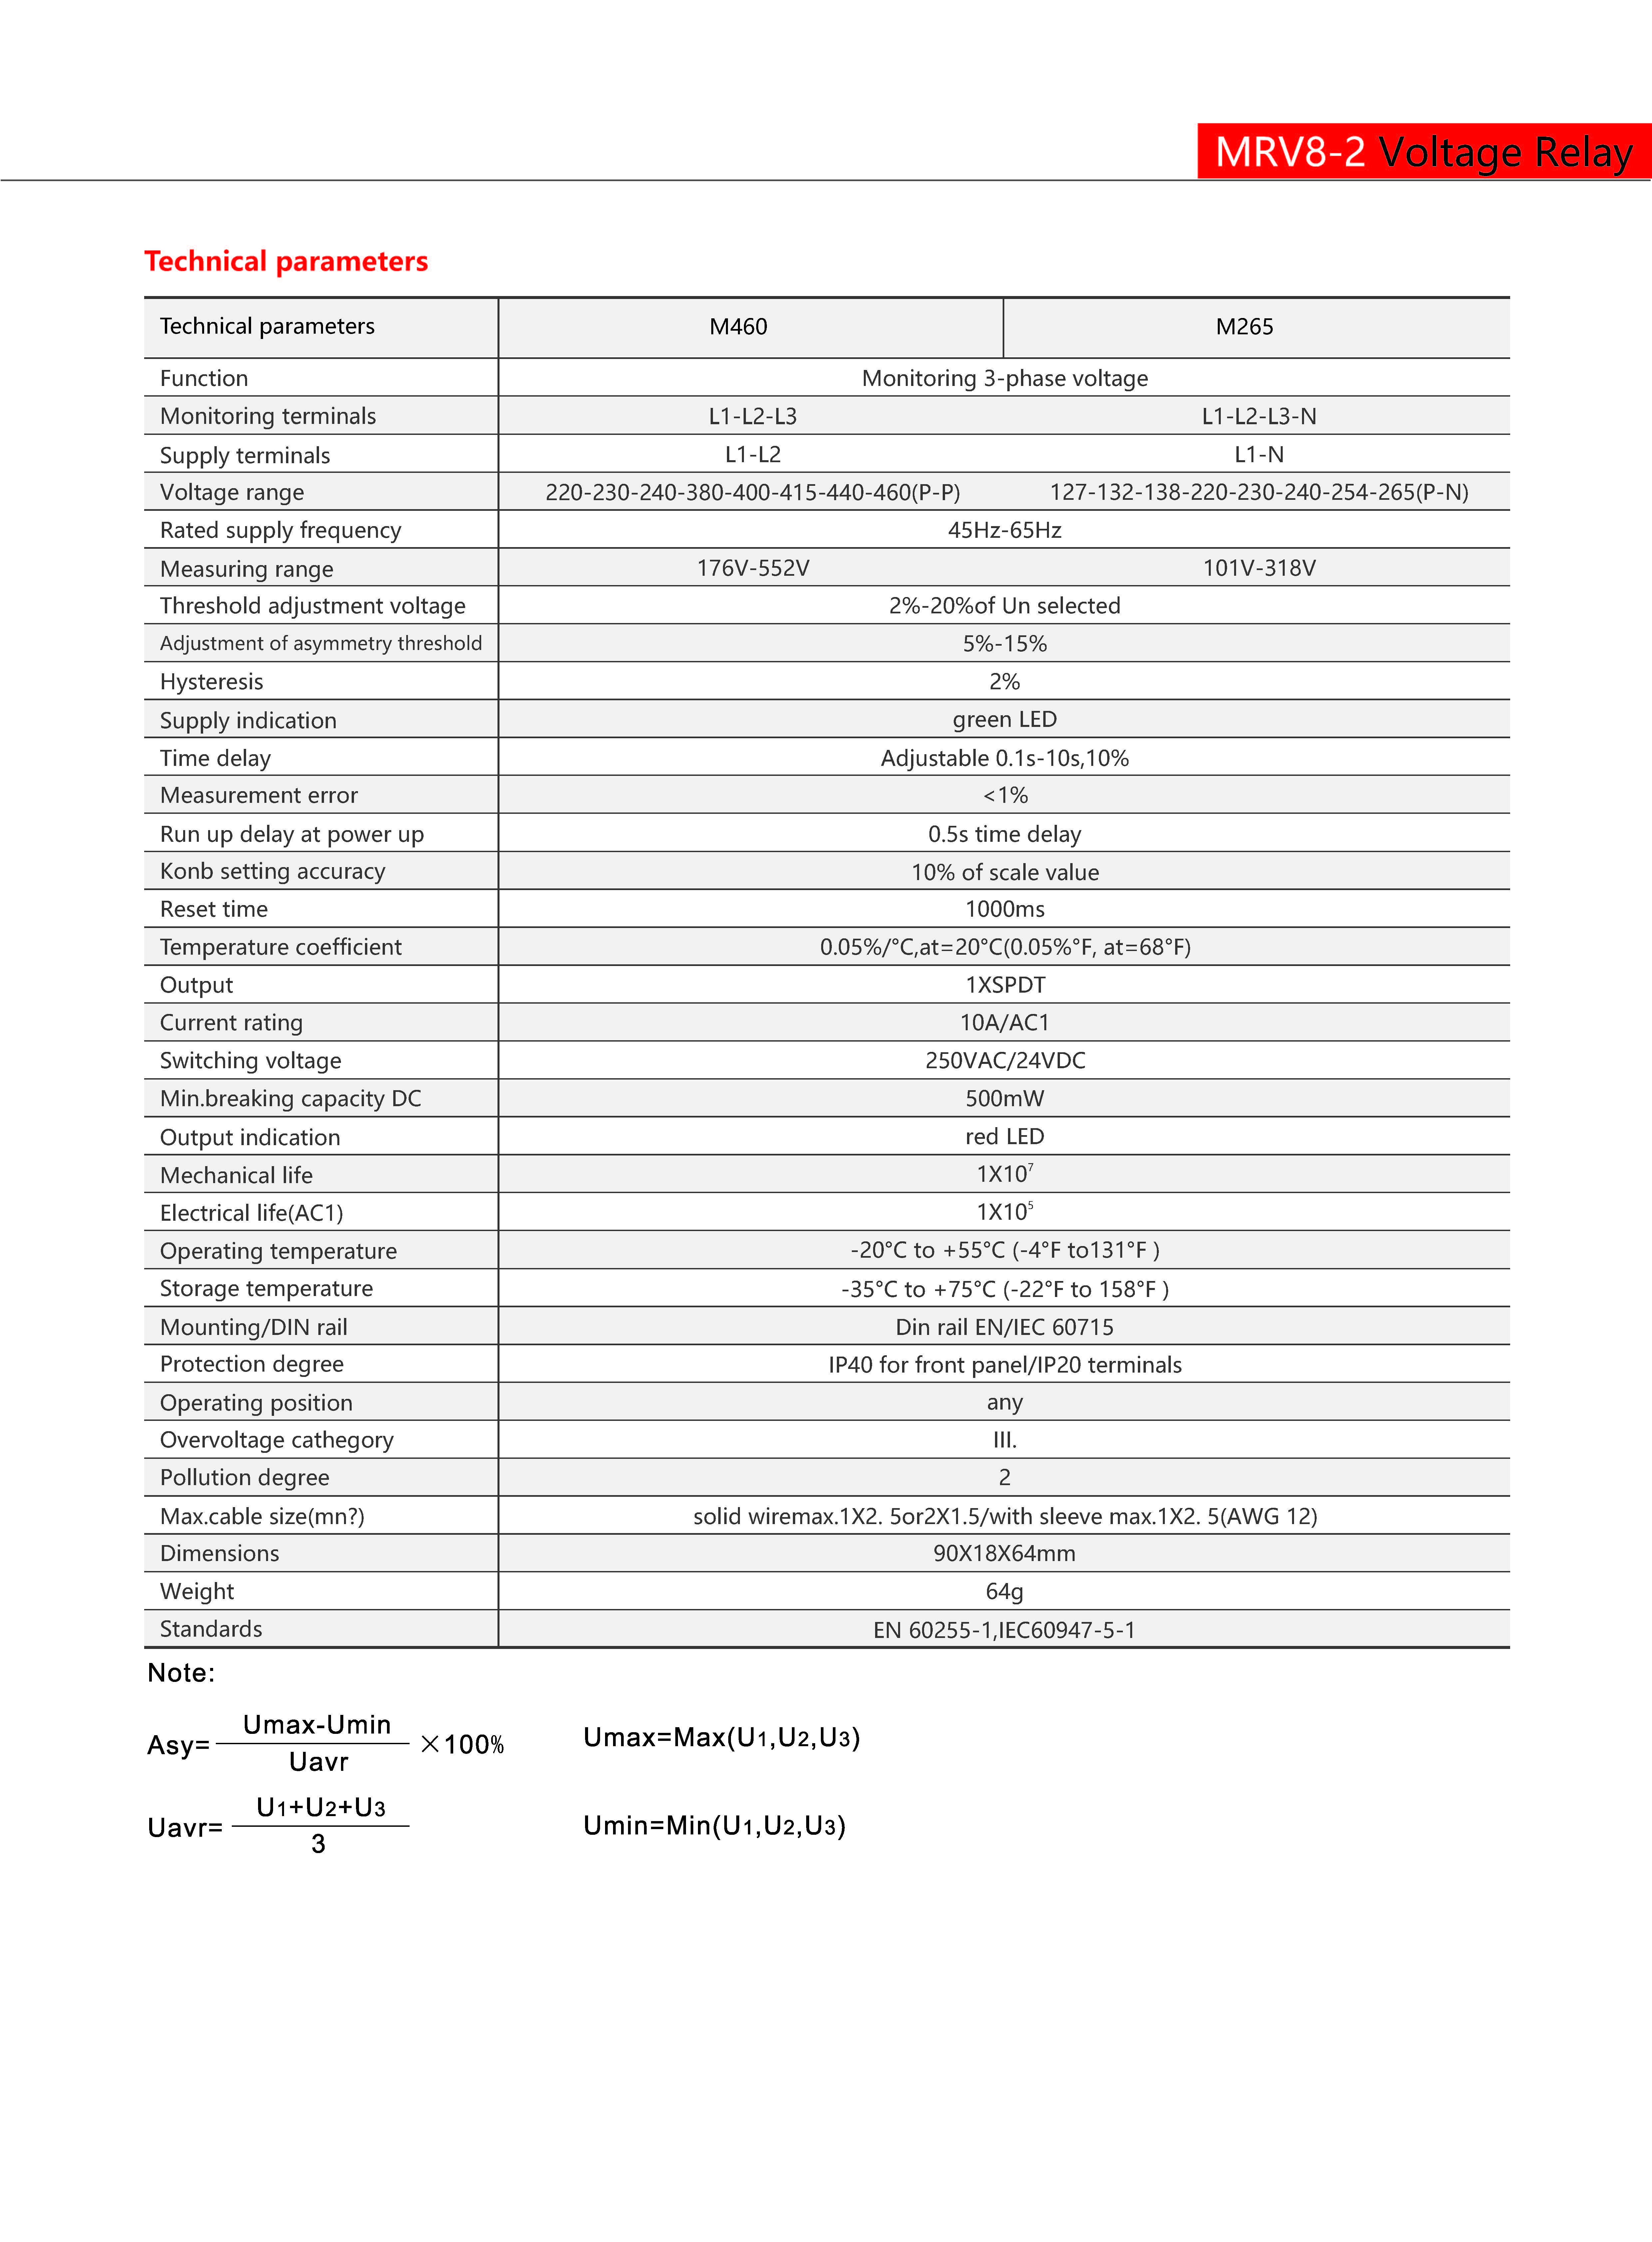 MRV8-2 Voltage Relay
Technical parameters
Technical parameters M460 M265
Function Monitoring 3-phase voltage
Monitoring terminals L1-L2-L3 L1-L2-L3-N
Supply terminals L1-L2 L1-N
Voltage range 220-230-240-380-400-415-440-460(P-P) 127-132-138-220-230-240-254-265(P-N)
Rated supply frequency 45Hz-65Hz
Measuring range 176V-552V 101V-318V
Threshold adjustment voltage 2%-20%of Un selected
Adjustment of asymmetry threshold 5%-15%
Hysteresis 2%
Supply indication green LED
Time delay Adjustable 0.1s-10s,10%
Measurement error <1%
Run up delay at power up 0.5s time delay
Konb setting accuracy 10% of scale value
Reset time 1000ms
Temperature coefficient 0.05%/°C,at=20°C(0.05%°F, at=68°F)
Output 1XSPDT
Current rating 10A/AC1
Switching voltage 250VAC/24VDC
Min.breaking capacity DC 500mW
Output indication red LED
Mechanical life 1X10⁷
Electrical life(AC1) 1X10⁵
Operating temperature -20°C to +55°C (-4°F to131°F )
Storage temperature -35°C to +75°C (-22°F to 158°F )
Mounting/DIN rail Din rail EN/IEC 60715
Protection degree IP40 for front panel/IP20 terminals
Operating position any
Overvoltage cathegory III.
Pollution degree 2
Max.cable size(mn?) solid wiremax.1X2. 5or2X1.5/with sleeve max.1X2. 5(AWG 12)
Dimensions 90X18X64mm
Weight 64g
Standards EN 60255-1,IEC60947-5-1
Note:
Asy= Umax-Umin / Uavr ×100% Umax=Max(U1,U2,U3)
Uavr= U1+U2+U3 / 3 Umin=Min(U1,U2,U3)